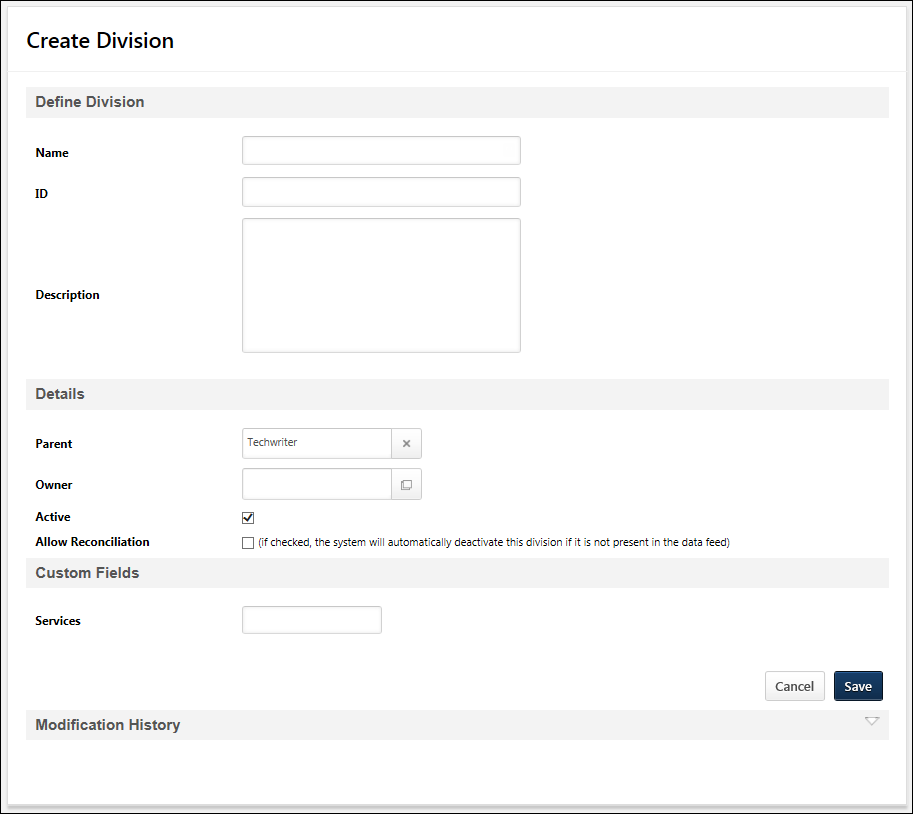 Create Division
Define Division
Name
ID
Description
Details
Parent Techwriter
Owner
Active
Allow Reconciliation (if checked, the system will automatically deactivate this division if it is not present in the data feed)
Custom Fields
Services
Cancel Save
Modification History